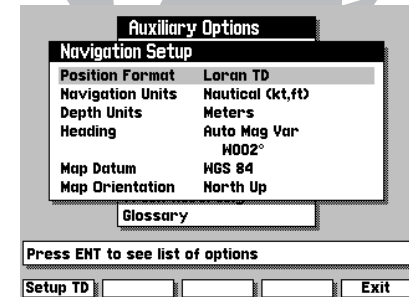 Auxiliary Options
Navigation Setup
Position Format Loran TD
Navigation Units Nautical (kt,ft)
Depth Units Meters
Heading Auto Mag Var
W002°
Map Datum WGS 84
Map Orientation North Up
Glossary
Press ENT to see list of options
Setup TD Exit